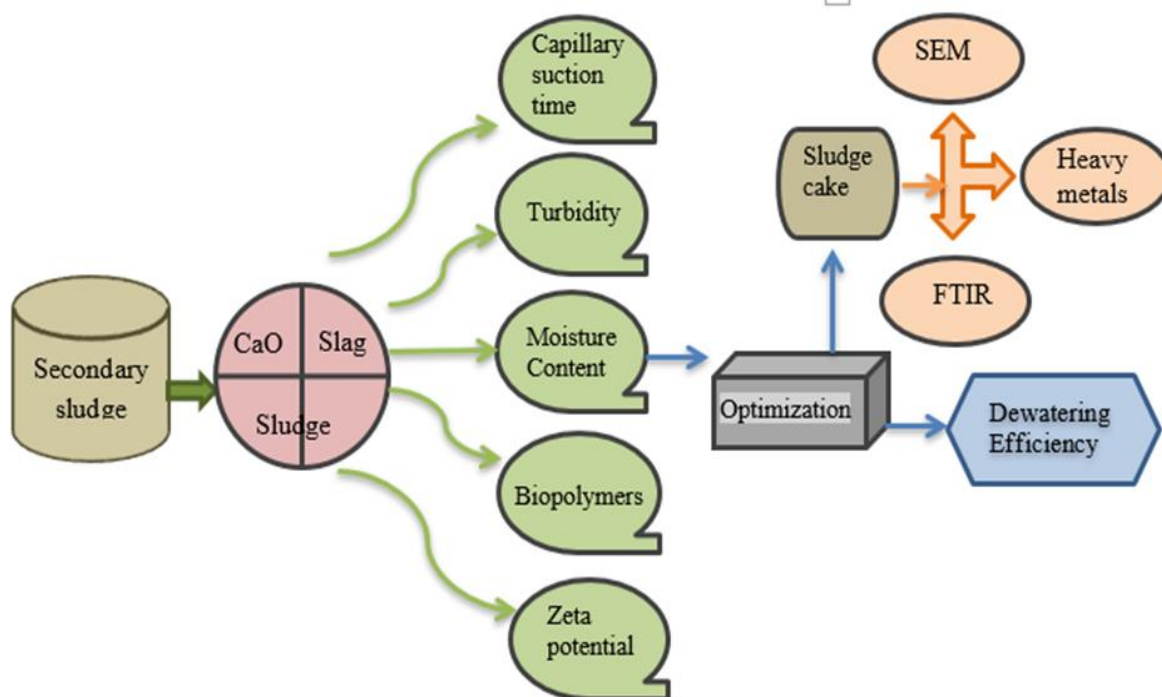 Secondary
sludge
CaO
Slag
Sludge
Capillary
suction
time
Turbidity
Moisture
Content
Biopolymers
Zeta
potential
Optimization
Sludge
cake
SEM
Heavy
metals
FTIR
Dewatering
Efficiency